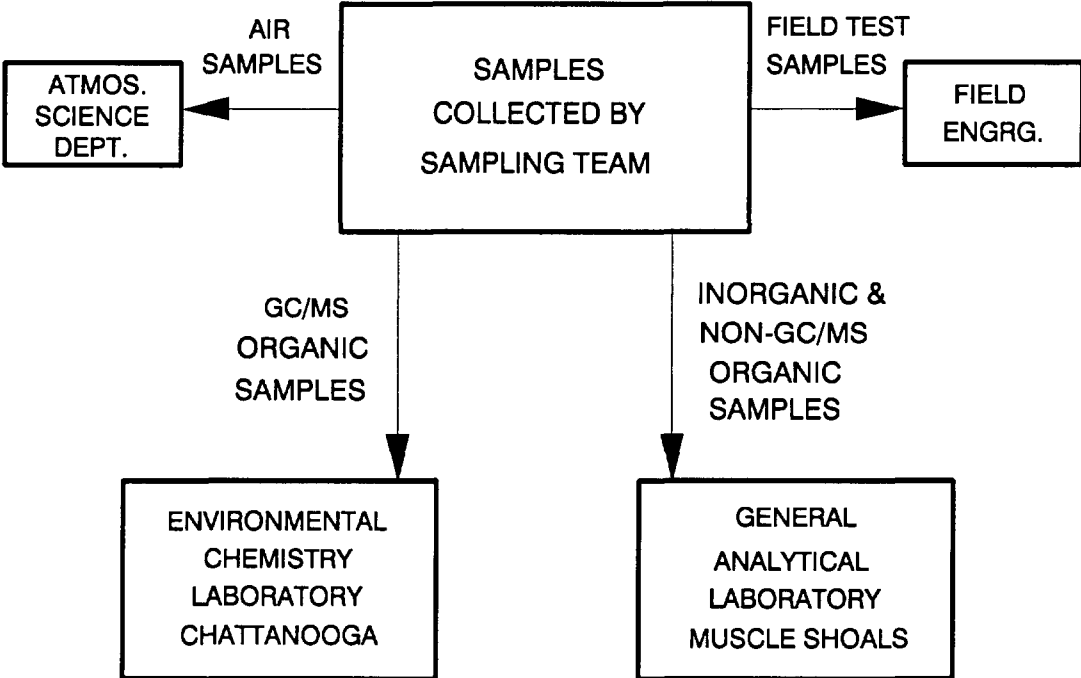 AIR
SAMPLES
ATMOS.
SCIENCE
DEPT.
SAMPLES
COLLECTED BY
SAMPLING TEAM
FIELD TEST
SAMPLES
FIELD
ENGRG.
GC/MS
ORGANIC
SAMPLES
INORGANIC &
NON-GC/MS
ORGANIC
SAMPLES
ENVIRONMENTAL
CHEMISTRY
LABORATORY
CHATTANOOGA
GENERAL
ANALYTICAL
LABORATORY
MUSCLE SHOALS